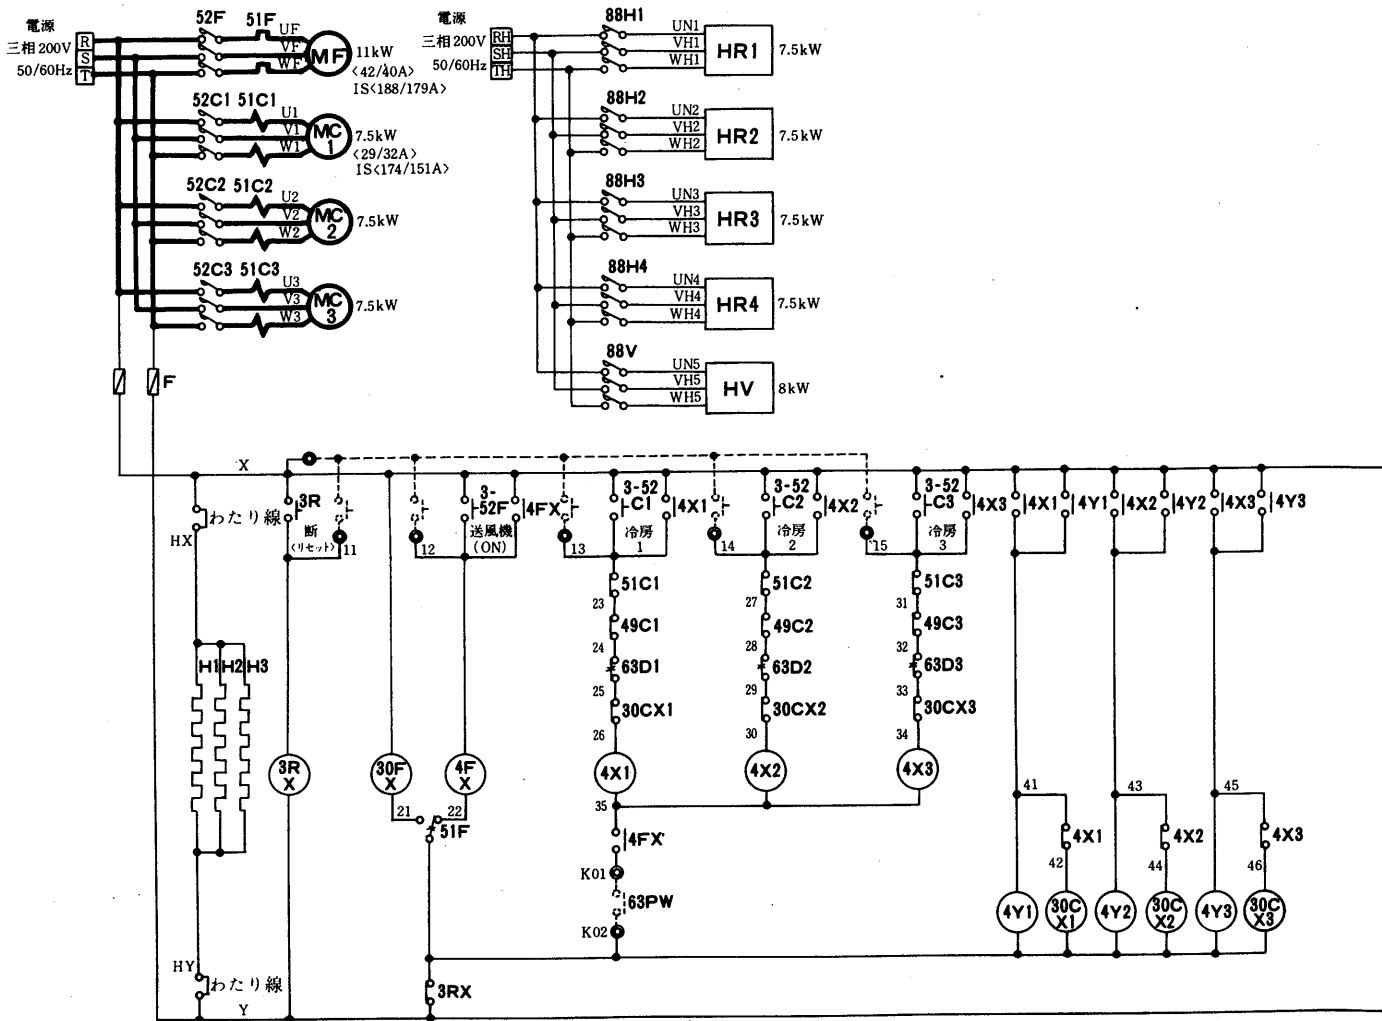 電源
三相200V
50/60Hz
R
S
T
52F
51F
UF
VF
WF
MF
11kW
<42/40A>
IS<188/179A>
52C1
51C1
U1
V1
W1
MC
1
7.5kW
<29/32A>
IS<174/151A>
52C2
51C2
U2
V2
W2
MC
2
7.5kW
52C3
51C3
U3
V3
W3
MC
3
7.5kW
F
電源
三相200V
50/60Hz
RH
SH
TH
88H1
UN1
VH1
WH1
HR1
7.5kW
88H2
UN2
VH2
WH2
HR2
7.5kW
88H3
UN3
VH3
WH3
HR3
7.5kW
88H4
UN4
VH4
WH4
HR4
7.5kW
88V
UN5
VH5
WH5
HV
8kW
X
わたり線
HX
H1
H2
H3
HY
わたり線
Y
3R
断
<リセット>
11
3R
X
12
3-
52F
送風機
(ON)
4FX
30F
X
4F
X
21
22
51F
3RX
13
3-52
C1
冷房
1
4X1
51C1
23
49C1
24
63D1
25
30CX1
26
4X1
35
4FX
K01
63PW
K02
14
3-52
C2
冷房
2
4X2
51C2
27
49C2
28
63D2
29
30CX2
30
4X2
15
3-52
C3
冷房
3
4X3
51C3
31
49C3
32
63D3
33
30CX3
34
4X3
4X1
4Y1
41
4X1
42
4Y1
30C
X1
4X2
4Y2
43
4X2
44
4Y2
30C
X2
4X3
4Y3
45
4X3
46
4Y3
30C
X3